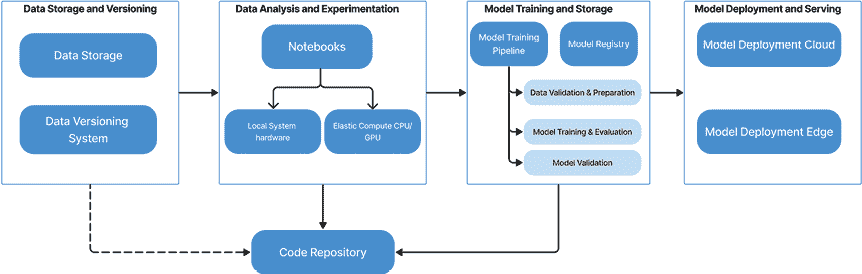 Data Storage and Versioning
Data Storage
Data Versioning
System
Data Analysis and Experimentation
Notebooks
Local System
hardware
Elastic Compute CPU/
GPU
Model Training and Storage
Model Training
Pipeline
Model Registry
Data Validation & Preparation
Model Training & Evaluation
Model Validation
Model Deployment and Serving
Model Deployment Cloud
Model Deployment Edge
Code Repository